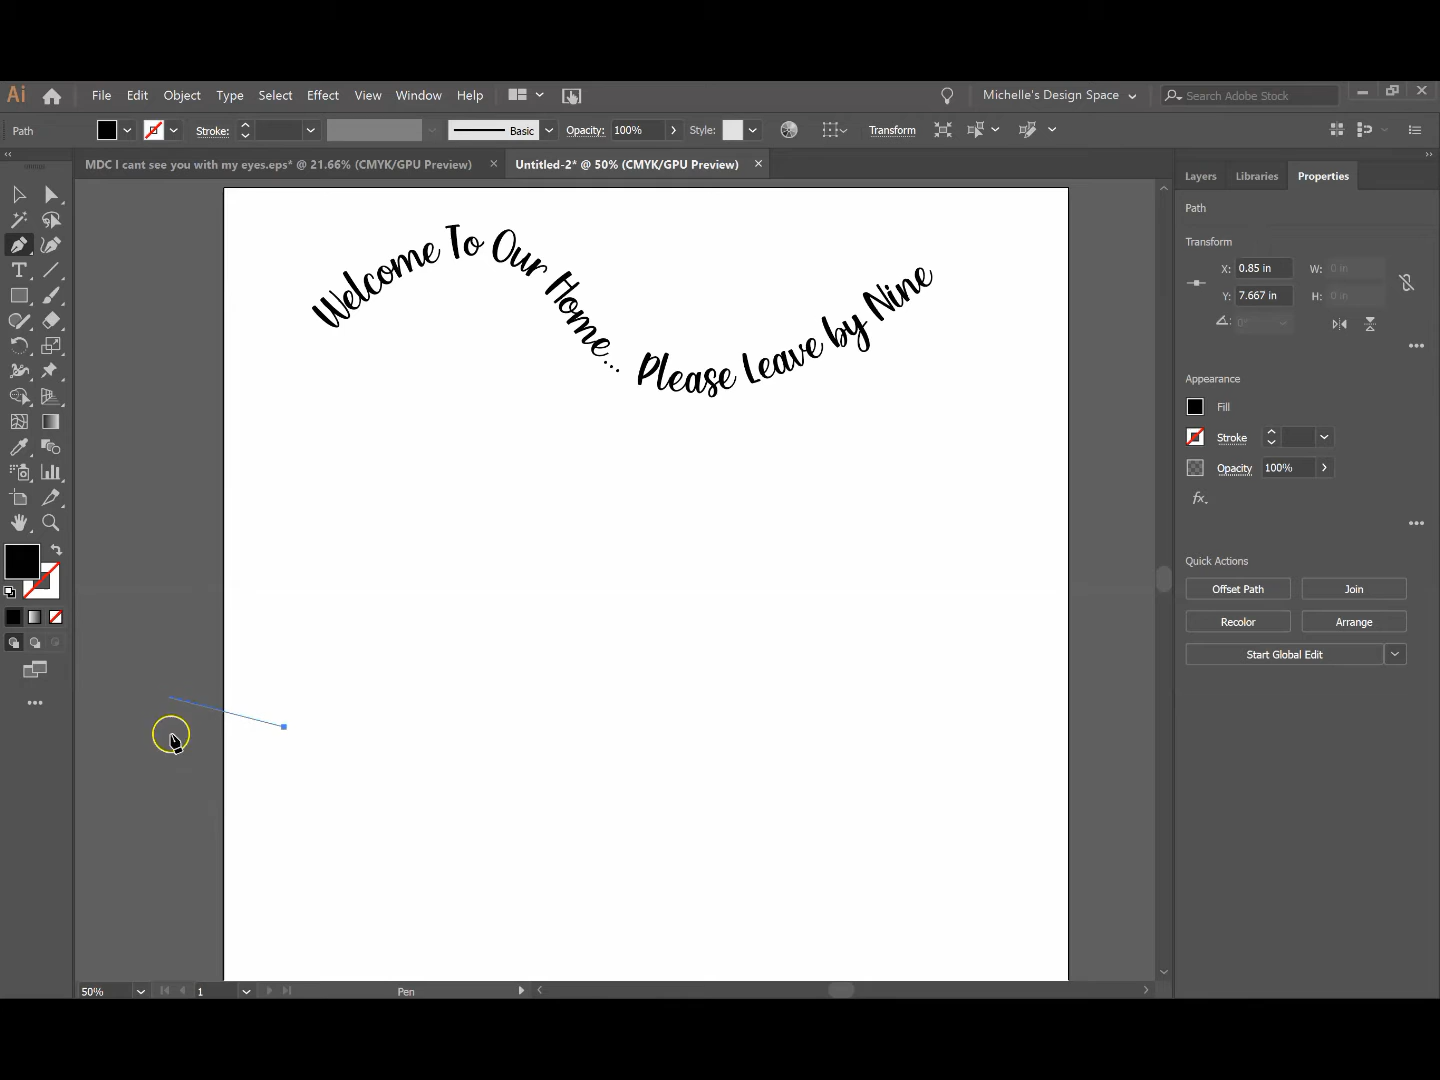 Ai File Edit Object Type Select Effect View Window Help Michelle's Design Space Search Adobe Stock
Path Stroke: Basic Opacity: 100% Style: Transform
MDC I cant see you with my eyes.eps* @ 21.66% (CMYK/GPU Preview) Untitled-2* @ 50% (CMYK/GPU Preview)
Layers Libraries Properties
Path
Transform
X: 0.85 in W: 0 in
Y: 7.667 in H: 0 in
0°
Appearance
Fill
Stroke
Opacity 100%
fx
Quick Actions
Offset Path Join
Recolor Arrange
Start Global Edit
Welcome To Our Home... Please Leave by Nine
50% 1 Pen